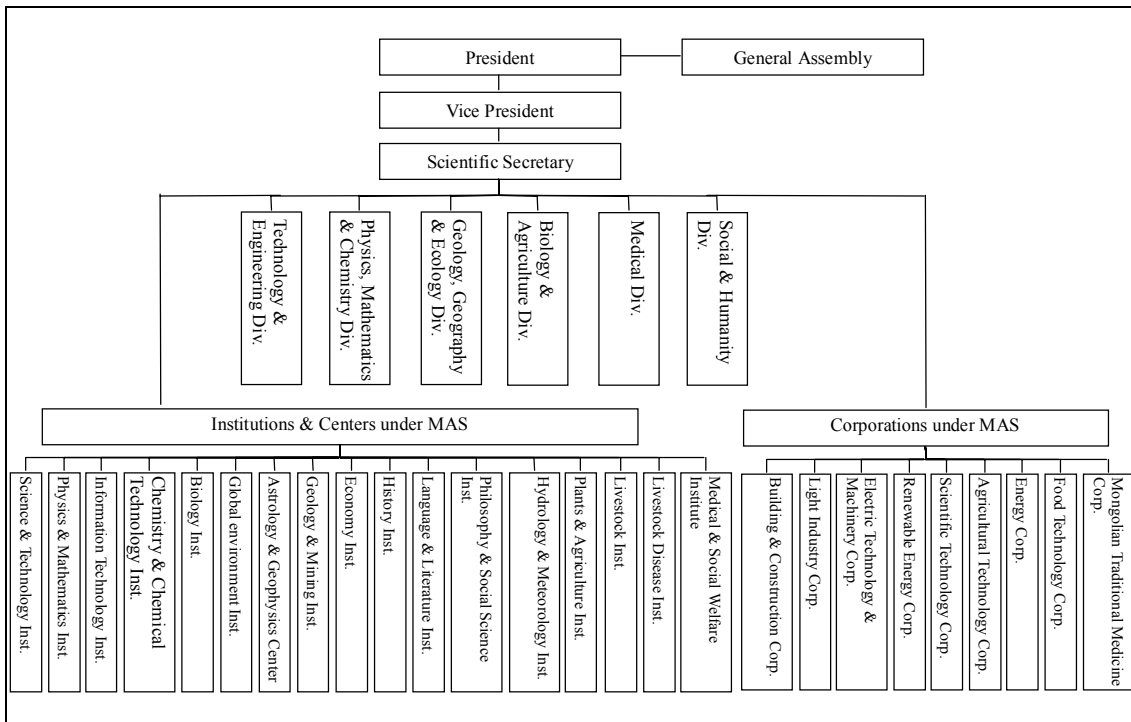 President
General Assembly
Vice President
Scientific Secretary
Technology &
Engineering Div.
Physics, Mathematics
& Chemistry Div.
Geology, Geography
& Ecology Div.
Biology &
Agriculture Div.
Medical Div.
Social & Humanity
Div.
Institutions & Centers under MAS
Corporations under MAS
Science & Technology Inst.
Physics & Mathematics Inst.
Information Technology Inst.
Chemistry & Chemical
Technology Inst.
Biology Inst.
Global environment Inst.
Astrology & Geophysics Center
Geology & Mining Inst.
Economy Inst.
History Inst.
Language & Literature Inst.
Philosophy & Social Science
Inst.
Hydrology & Meteorology Inst.
Plants & Agriculture Inst.
Livestock Inst.
Livestock Disease Inst.
Medical & Social Welfare
Institute
Building & Construction Corp.
Light Industry Corp.
Electric Technology &
Machinery Corp.
Renewable Energy Corp.
Scientific Technology Corp.
Agricultural Technology Corp.
Energy Corp.
Food Technology Corp.
Mongolian Traditional Medicine
Corp.